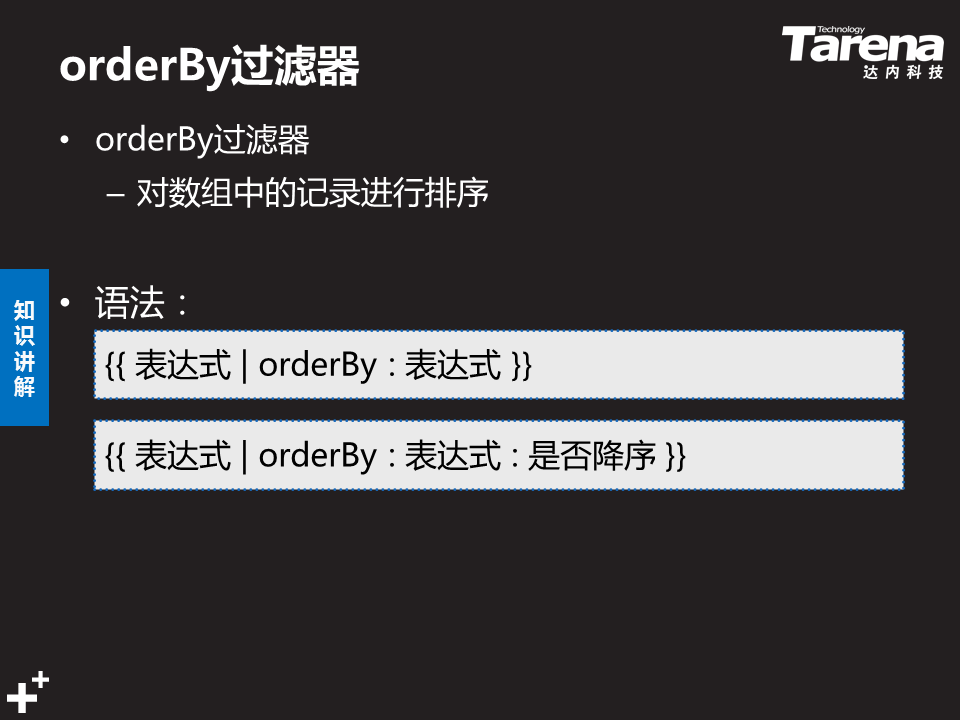 orderBy过滤器
Technology
Tarena
达内科技
• orderBy过滤器
– 对数组中的记录进行排序
知识讲解
• 语法：
{{ 表达式 | orderBy : 表达式 }}
{{ 表达式 | orderBy : 表达式 : 是否降序 }}